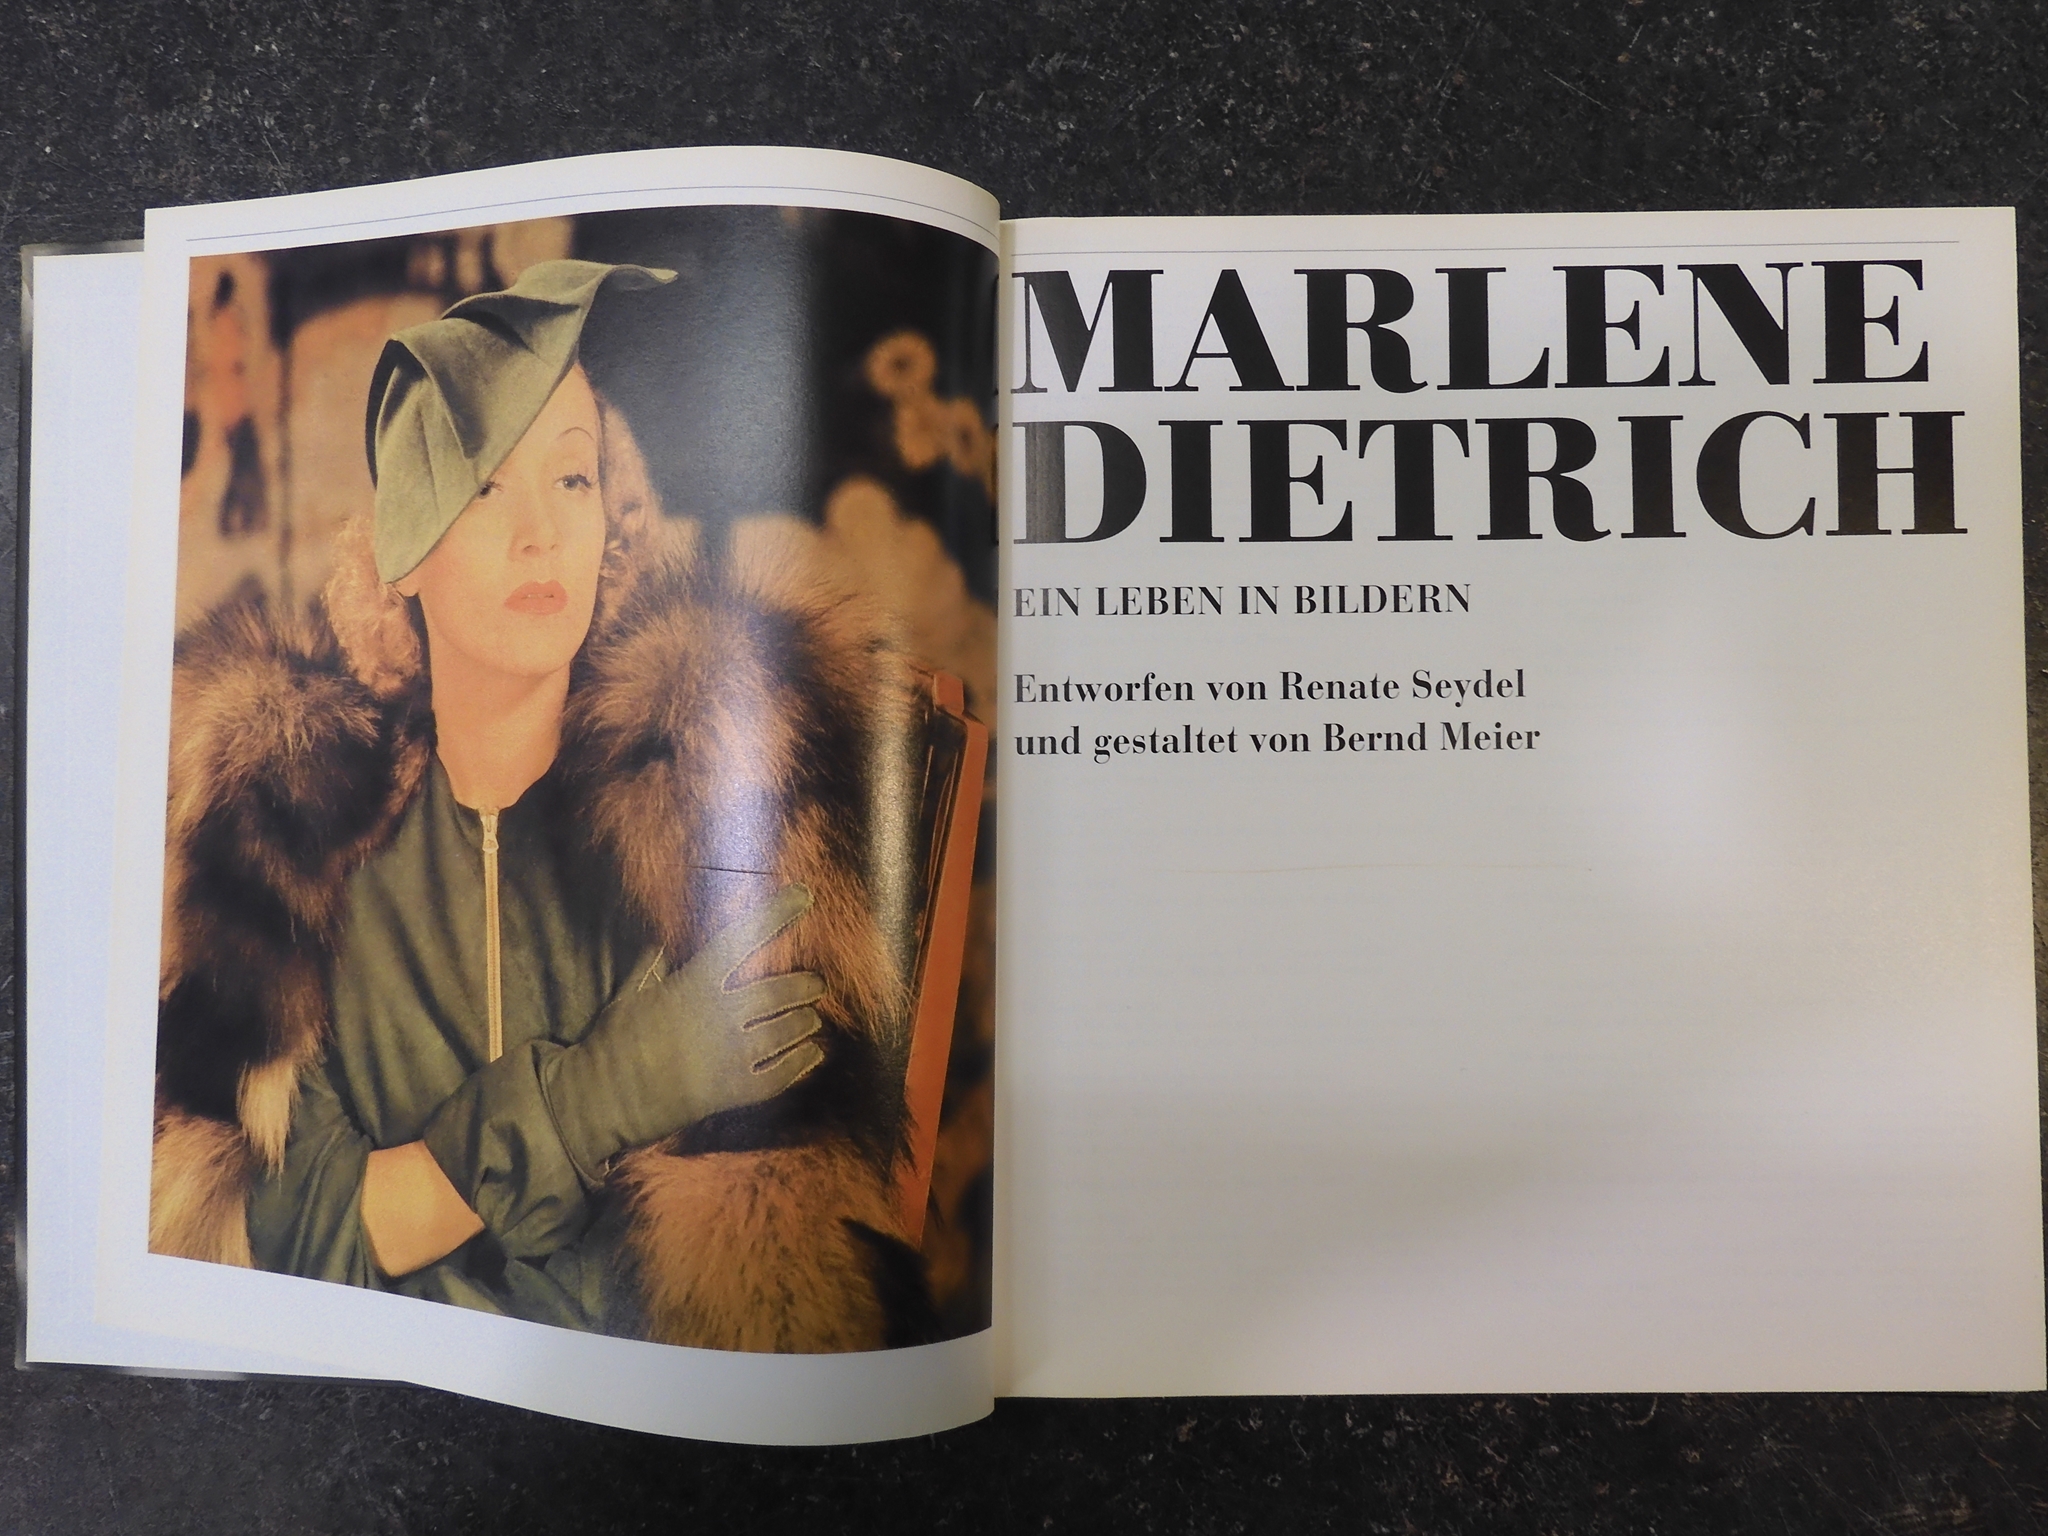 MARLENE
DIETRICH
EIN LEBEN IN BILDERN
Entworfen von Renate Seydel
und gestaltet von Bernd Meier